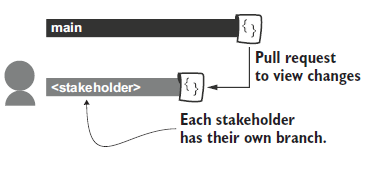 main
{}
Pull request
to view changes
<stakeholder>
{}
Each stakeholder
has their own branch.